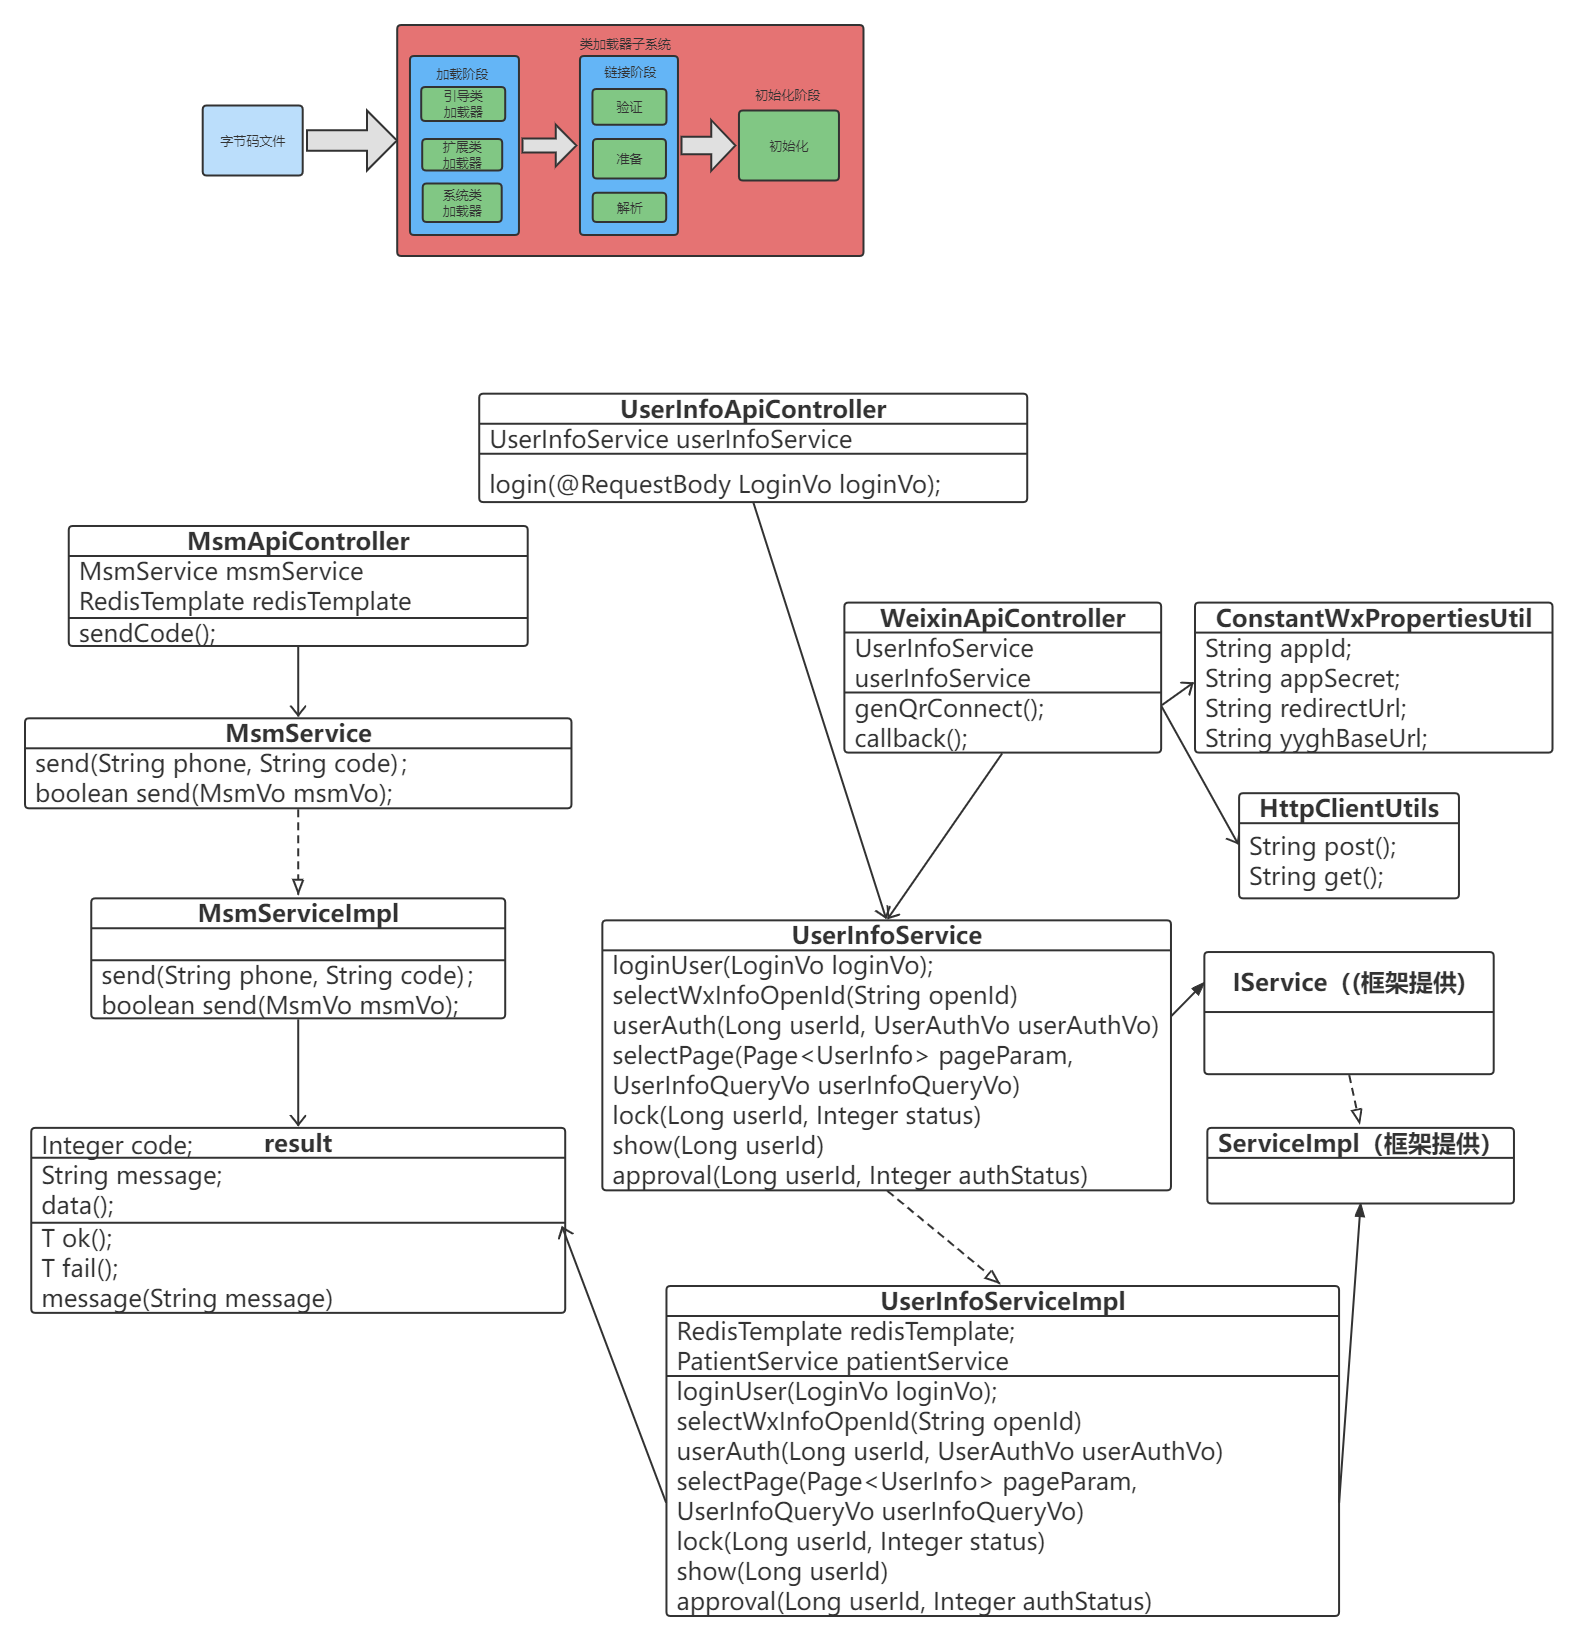 类加载器子系统
字节码文件
加载阶段
引导类
加载器
扩展类
加载器
系统类
加载器
链接阶段
验证
准备
解析
初始化阶段
初始化
UserInfoApiController
UserInfoService userInfoService
login(@RequestBody LoginVo loginVo);
MsmApiController
MsmService msmService
RedisTemplate redisTemplate
sendCode();
MsmService
send(String phone, String code);
boolean send(MsmVo msmVo);
MsmServiceImpl
send(String phone, String code);
boolean send(MsmVo msmVo);
result
Integer code;
String message;
data();
T ok();
T fail();
message(String message)
WeixinApiController
UserInfoService
userInfoService
genQrConnect();
callback();
ConstantWxPropertiesUtil
String appId;
String appSecret;
String redirectUrl;
String yyghBaseUrl;
HttpClientUtils
String post();
String get();
UserInfoService
loginUser(LoginVo loginVo);
selectWxInfoOpenId(String openId)
userAuth(Long userId, UserAuthVo userAuthVo)
selectPage(Page<UserInfo> pageParam,
UserInfoQueryVo userInfoQueryVo)
lock(Long userId, Integer status)
show(Long userId)
approval(Long userId, Integer authStatus)
IService（(框架提供)
ServiceImpl（框架提供）
UserInfoServiceImpl
RedisTemplate redisTemplate;
PatientService patientService
loginUser(LoginVo loginVo);
selectWxInfoOpenId(String openId)
userAuth(Long userId, UserAuthVo userAuthVo)
selectPage(Page<UserInfo> pageParam,
UserInfoQueryVo userInfoQueryVo)
lock(Long userId, Integer status)
show(Long userId)
approval(Long userId, Integer authStatus)